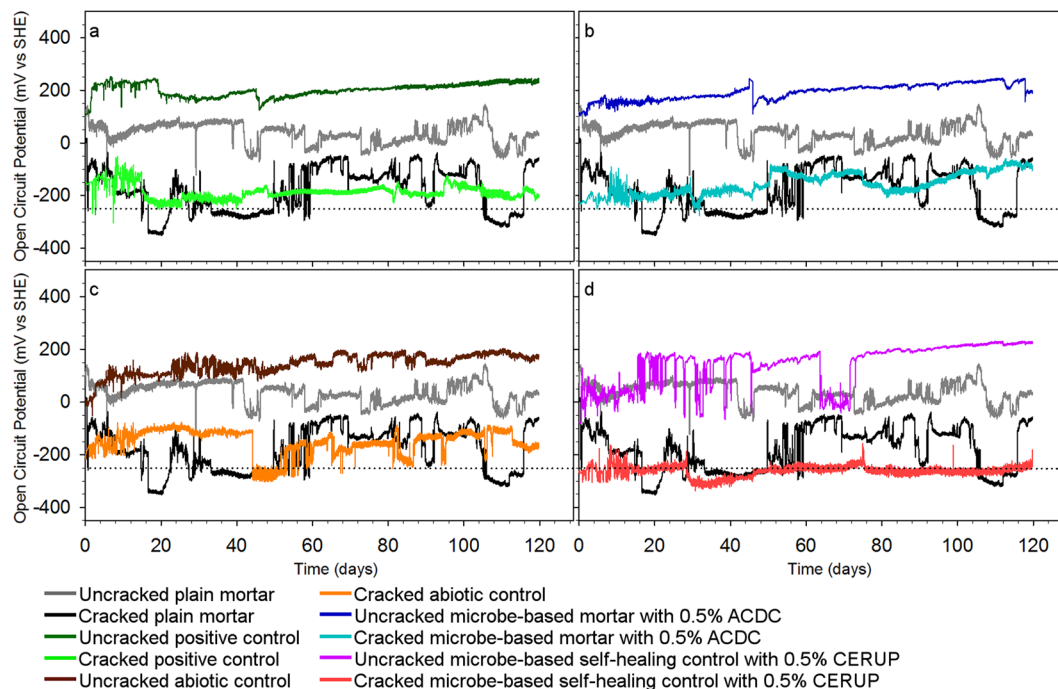 a
b
Open Circuit Potential (mV vs SHE)
400
200
0
-200
-400
c
d
Open Circuit Potential (mV vs SHE)
400
200
0
-200
-400
0 20 40 60 80 100 120
0 20 40 60 80 100 120
Time (days)
Time (days)
Uncracked plain mortar
Cracked plain mortar
Uncracked positive control
Cracked positive control
Uncracked abiotic control
Cracked abiotic control
Uncracked microbe-based mortar with 0.5% ACDC
Cracked microbe-based mortar with 0.5% ACDC
Uncracked microbe-based self-healing control with 0.5% CERUP
Cracked microbe-based self-healing control with 0.5% CERUP